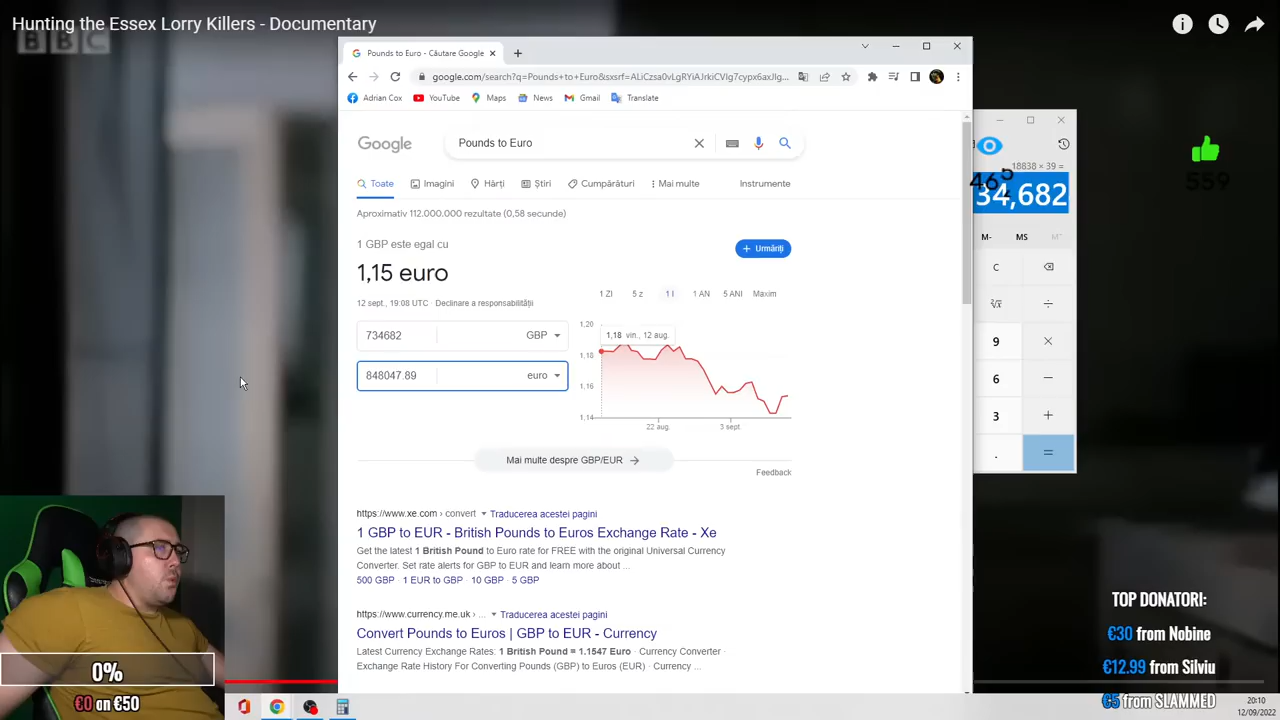 Hunting the Essex Lorry Killers - Documentary
BBC
Pounds to Euro - Căutare Google
google.com/search?q=Pounds+to+Euro&sxsrf=ALiCzsa0vLgRYiAJrkiCVIg7cypx6axJIg...
Adrian Cox
YouTube
Maps
News
Gmail
Translate
Google
Pounds to Euro
Toate
Imagini
Hărți
Știri
Cumpărături
Mai multe
Instrumente
Aproximativ 112.000.000 rezultate (0,58 secunde)
1 GBP este egal cu
1,15 euro
12 sept., 19:08 UTC · Declinare a responsabilității
+ Urmăriți
1 ZI
5 z
1 l
1 AN
5 ANI
Maxim
734682
GBP
848047.89
euro
1,20
1,18
1,16
1,14
1,18 vin., 12 aug.
22 aug.
3 sept
Mai multe despre GBP/EUR →
Feedback
https://www.xe.com › convert
Traducerea acestei pagini
1 GBP to EUR - British Pounds to Euros Exchange Rate - Xe
Get the latest 1 British Pound to Euro rate for FREE with the original Universal Currency
Converter. Set rate alerts for GBP to EUR and learn more about ...
500 GBP · 1 EUR to GBP · 10 GBP · 5 GBP
https://www.currency.me.uk › ...
Traducerea acestei pagini
Convert Pounds to Euros | GBP to EUR - Currency
Latest Currency Exchange Rates: 1 British Pound = 1.1547 Euro · Currency Converter ·
Exchange Rate History For Converting Pounds (GBP) to Euros (EUR) · Currency ...
18838 × 39 =
34,682
M-
MS
C
÷
9
×
6
−
3
+
.
=
559
TOP DONATORI:
€30 from Nobine
€12.99 from Silviu
€5 from SLAMMED
0%
€0 an €50
20:10
12/09/2022